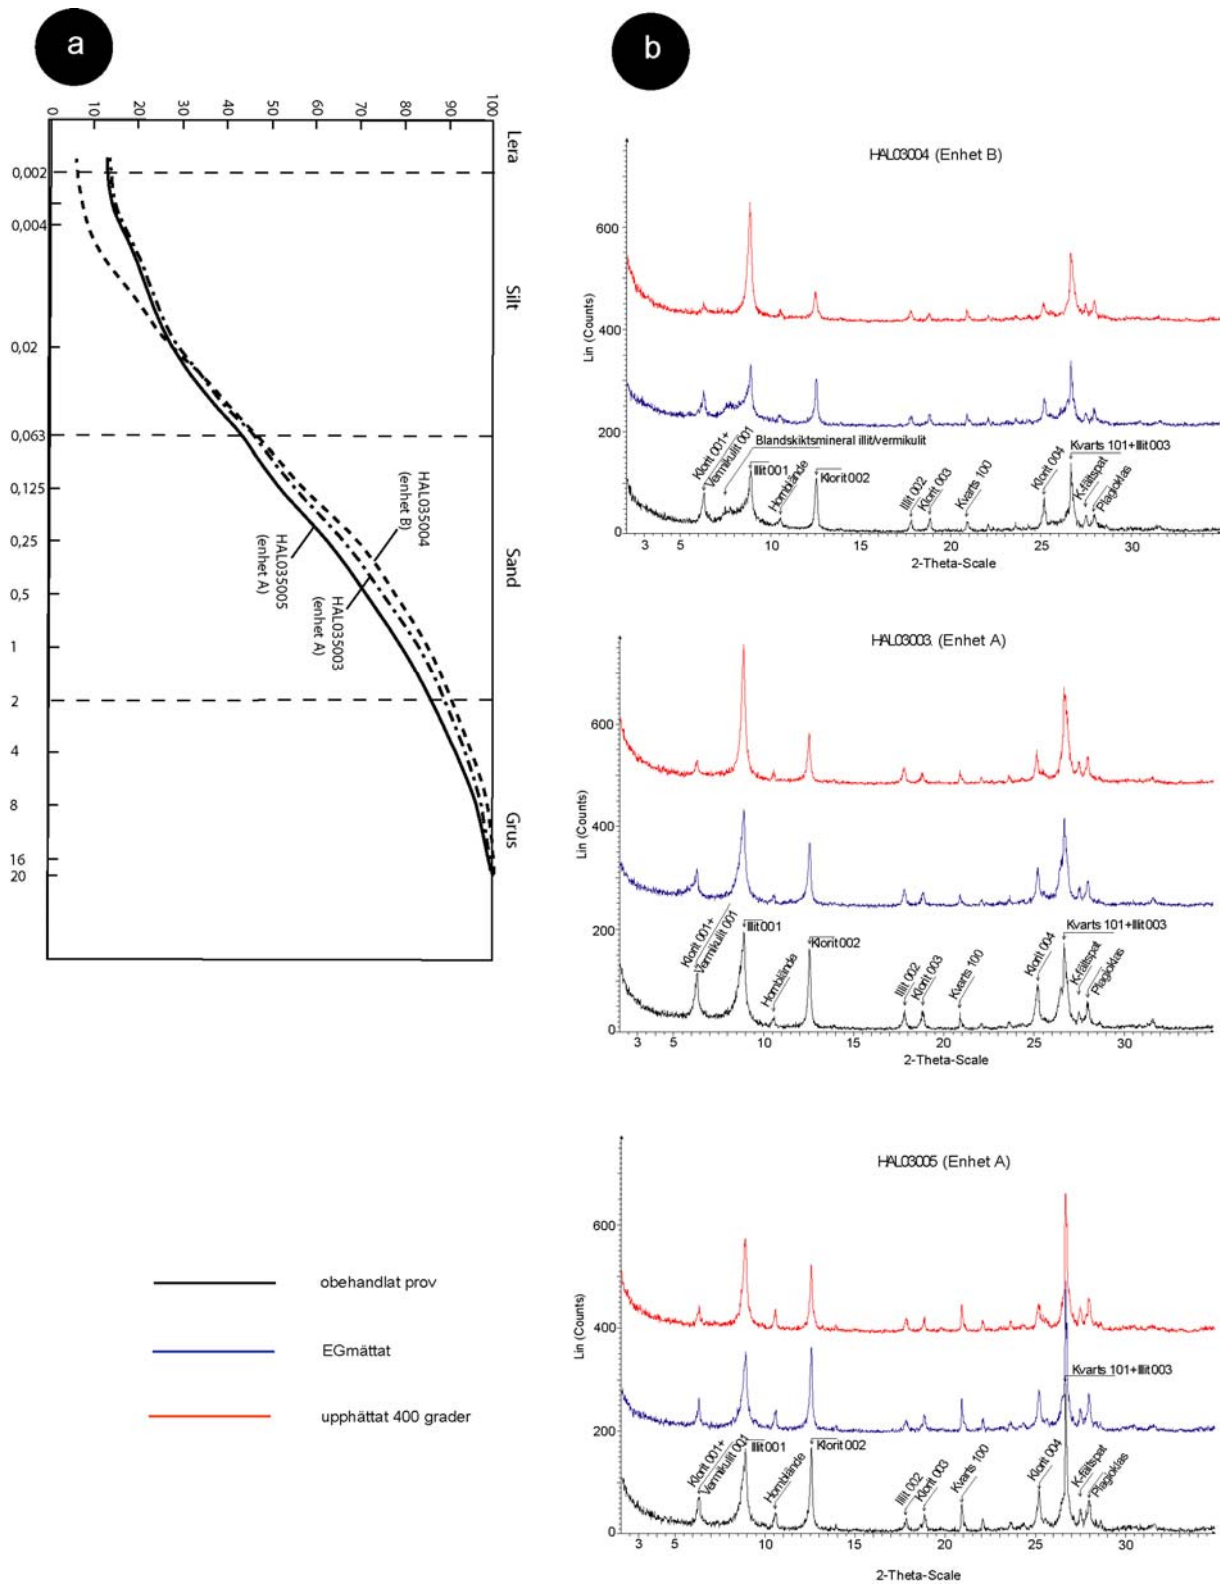 a
0
10
20
30
40
50
60
70
80
90
100
Lera
Silt
Sand
Grus
0,002
0,004
0,02
0,063
0,125
0,25
0,5
1
2
4
8
16
20
HAL035004
(enhet B)
HAL035003
(enhet A)
HAL035005
(enhet A)
obehandlat prov
EGmättat
upphättat 400 grader
b
HAL03004 (Enhet B)
Lin (Counts)
600
400
200
0
Klorit 001+
Vermikulit 001
Blandskiktsmineral illit/vermikulit
Illit 001
Hornblände
Klorit 002
Illit 002
Klorit 003
Kvarts 100
Klorit 004
Kvarts 101+Illit 003
K-fältspat
Plagioklas
3 5 10 15 20 25 30
2-Theta-Scale
HAL03003. (Enhet A)
Lin (Counts)
600
400
200
0
Klorit 001+
Vermikulit 001
Illit 001
Hornblände
Klorit 002
Illit 002
Klorit 003
Kvarts 100
Klorit 004
Kvarts 101+Illit 003
K-fältspat
Plagioklas
3 5 10 15 20 25 30
2-Theta-Scale
HAL03005 (Enhet A)
Lin (Counts)
600
400
200
0
Klorit 001+
Vermikulit 001
Illit 001
Hornblände
Klorit 002
Illit 002
Klorit 003
Kvarts 100
Klorit 004
Kvarts 101+Illit 003
K-fältspat
Plagioklas
3 5 10 15 20 25 30
2-Theta-Scale